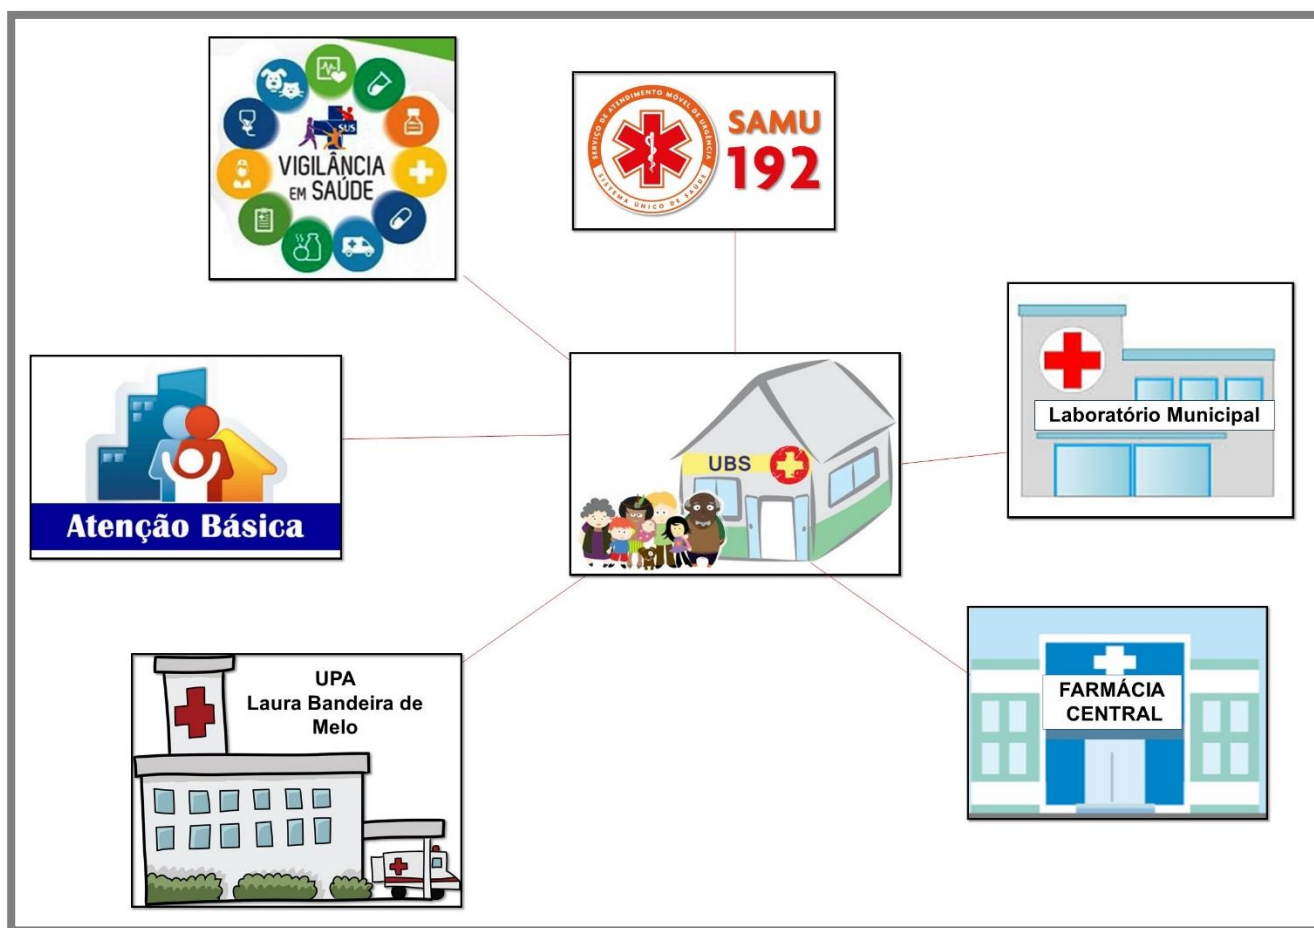 SUS
VIGILÂNCIA
EM SAÚDE
SERVIÇO DE ATENDIMENTO MÓVEL DE URGÊNCIA
SISTEMA ÚNICO DE SAÚDE
SAMU
192
Laboratório Municipal
Atenção Básica
UBS
UPA
Laura Bandeira de
Melo
FARMÁCIA
CENTRAL